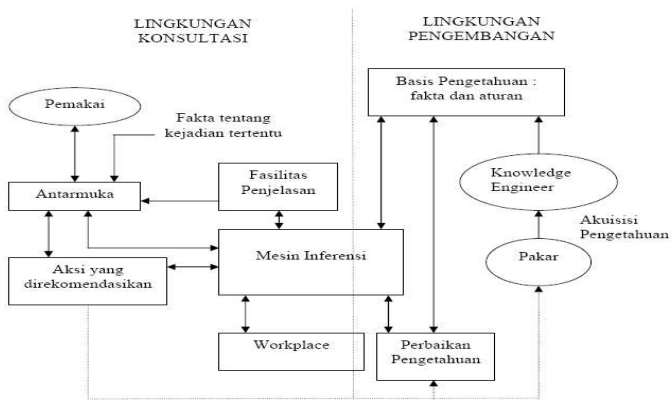 LINGKUNGAN
KONSULTASI
LINGKUNGAN
PENGEMBANGAN
Pemakai
Fakta tentang
kejadian tertentu
Basis Pengetahuan :
fakta dan aturan
Antarmuka
Fasilitas
Penjelasan
Knowledge
Engineer
Akuisisi
Pengetahuan
Aksi yang
direkomendasikan
Mesin Inferensi
Pakar
Workplace
Perbaikan
Pengetahuan